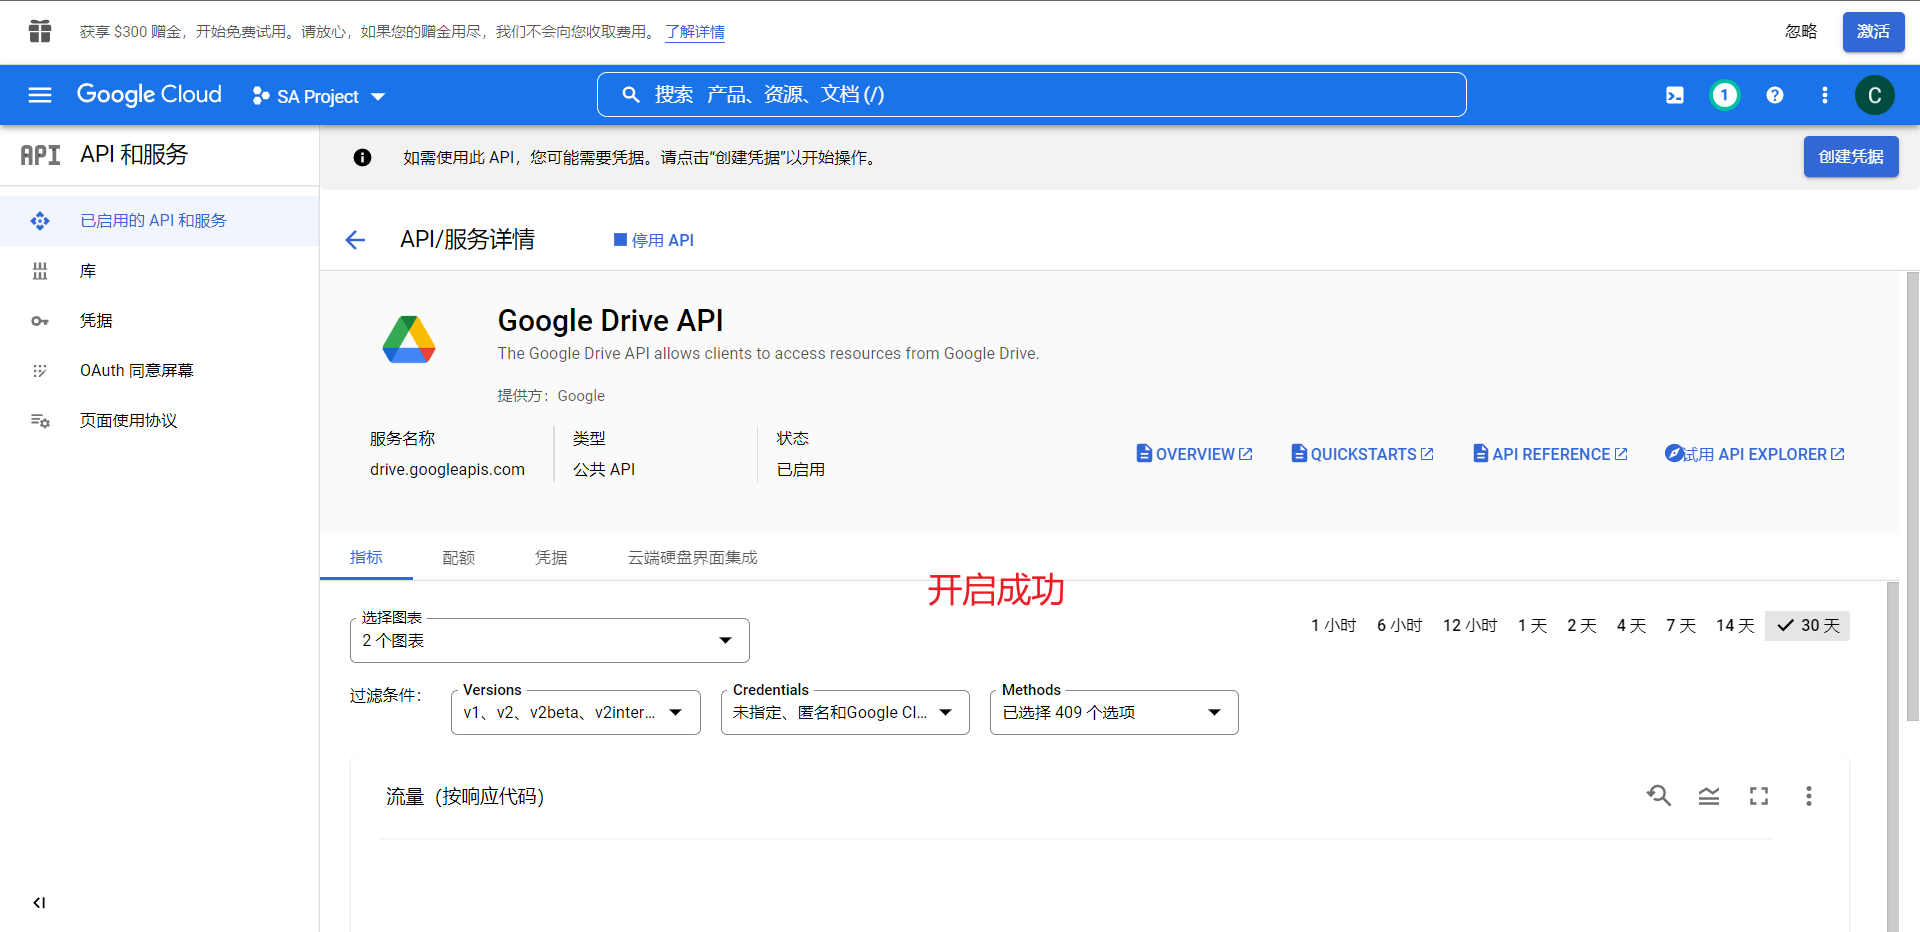 获享 $300 赠金，开始免费试用。请放心，如果您的赠金用尽，我们不会向您收取费用。 了解详情
忽略
激活
Google Cloud
SA Project
搜索 产品、资源、文档 (/)
1
C
API API 和服务
如需使用此 API，您可能需要凭据。请点击“创建凭据”以开始操作。
创建凭据
已启用的 API 和服务
库
凭据
OAuth 同意屏幕
页面使用协议
API/服务详情
停用 API
Google Drive API
The Google Drive API allows clients to access resources from Google Drive.
提供方：Google
服务名称
drive.googleapis.com
类型
公共 API
状态
已启用
OVERVIEW
QUICKSTARTS
API REFERENCE
试用 API EXPLORER
指标
配额
凭据
云端硬盘界面集成
开启成功
选择图表
2 个图表
1 小时
6 小时
12 小时
1 天
2 天
4 天
7 天
14 天
30 天
过滤条件：
Versions
v1、v2、v2beta、v2inter...
Credentials
未指定、匿名和Google Cl...
Methods
已选择 409 个选项
流量（按响应代码）